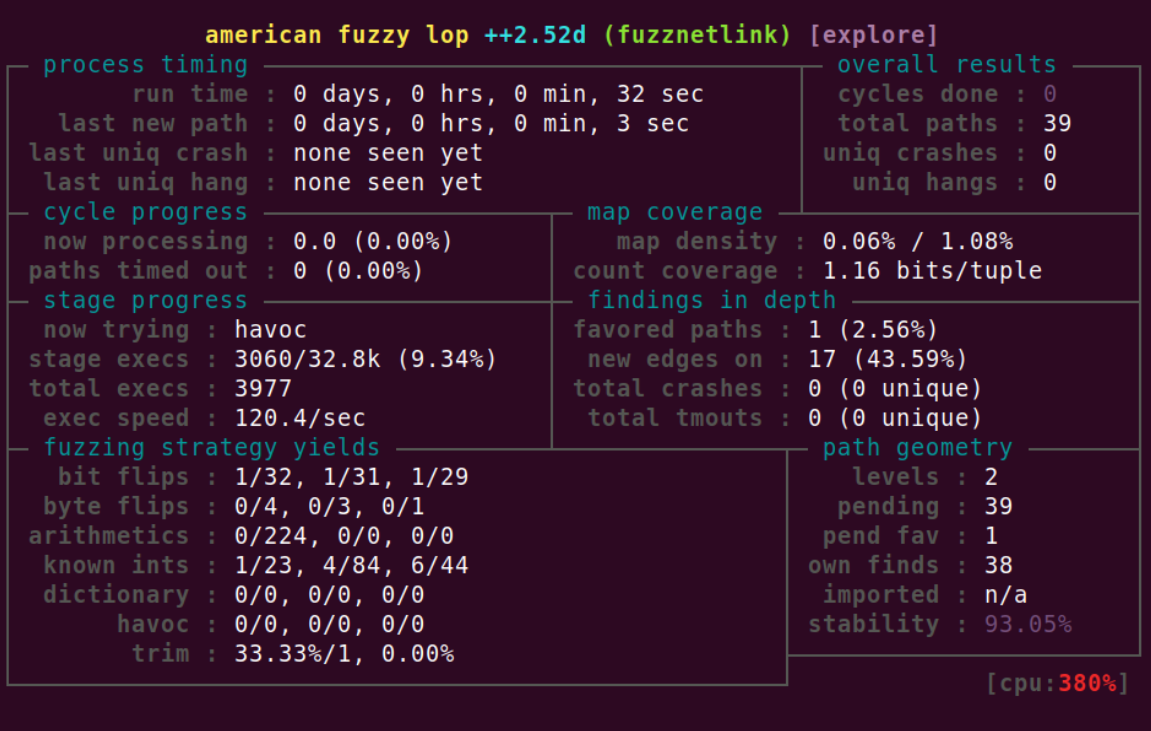 american fuzzy lop ++2.52d (fuzznetlink) [explore]
process timing overall results
run time : 0 days, 0 hrs, 0 min, 32 sec cycles done : 0
last new path : 0 days, 0 hrs, 0 min, 3 sec total paths : 39
last uniq crash : none seen yet uniq crashes : 0
last uniq hang : none seen yet uniq hangs : 0
cycle progress map coverage
now processing : 0.0 (0.00%) map density : 0.06% / 1.08%
paths timed out : 0 (0.00%) count coverage : 1.16 bits/tuple
stage progress findings in depth
now trying : havoc favored paths : 1 (2.56%)
stage execs : 3060/32.8k (9.34%) new edges on : 17 (43.59%)
total execs : 3977 total crashes : 0 (0 unique)
exec speed : 120.4/sec total tmouts : 0 (0 unique)
fuzzing strategy yields path geometry
bit flips : 1/32, 1/31, 1/29 levels : 2
byte flips : 0/4, 0/3, 0/1 pending : 39
arithmetics : 0/224, 0/0, 0/0 pend fav : 1
known ints : 1/23, 4/84, 6/44 own finds : 38
dictionary : 0/0, 0/0, 0/0 imported : n/a
havoc : 0/0, 0/0, 0/0 stability : 93.05%
trim : 33.33%/1, 0.00%
[cpu:380%]